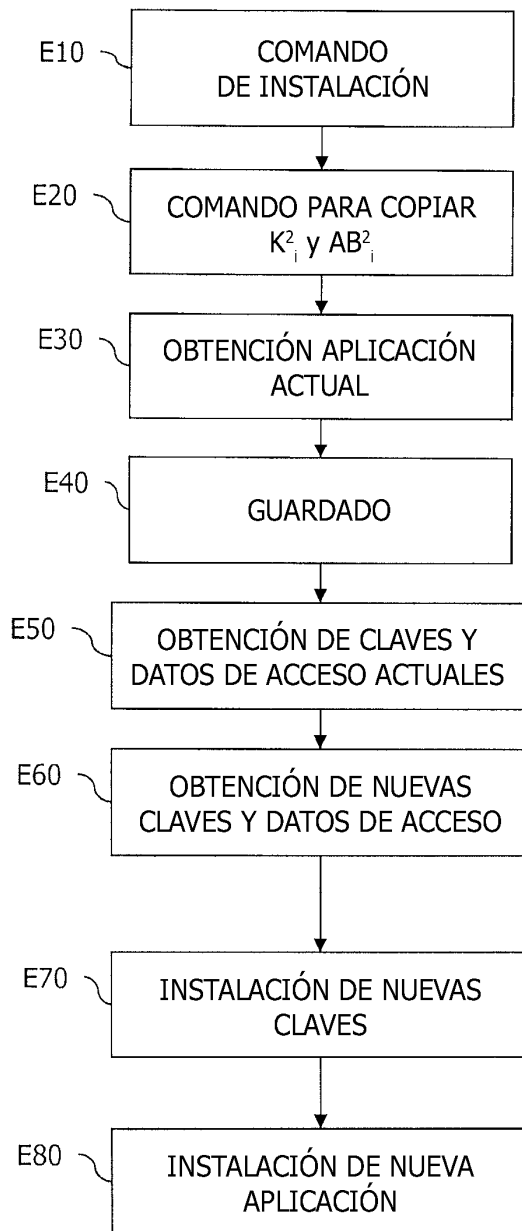 E10
COMANDO
DE INSTALACIÓN
E20
COMANDO PARA COPIAR
K²ᵢ y AB²ᵢ
E30
OBTENCIÓN APLICACIÓN
ACTUAL
E40
GUARDADO
E50
OBTENCIÓN DE CLAVES Y
DATOS DE ACCESO ACTUALES
E60
OBTENCIÓN DE NUEVAS
CLAVES Y DATOS DE ACCESO
E70
INSTALACIÓN DE NUEVAS
CLAVES
E80
INSTALACIÓN DE NUEVA
APLICACIÓN